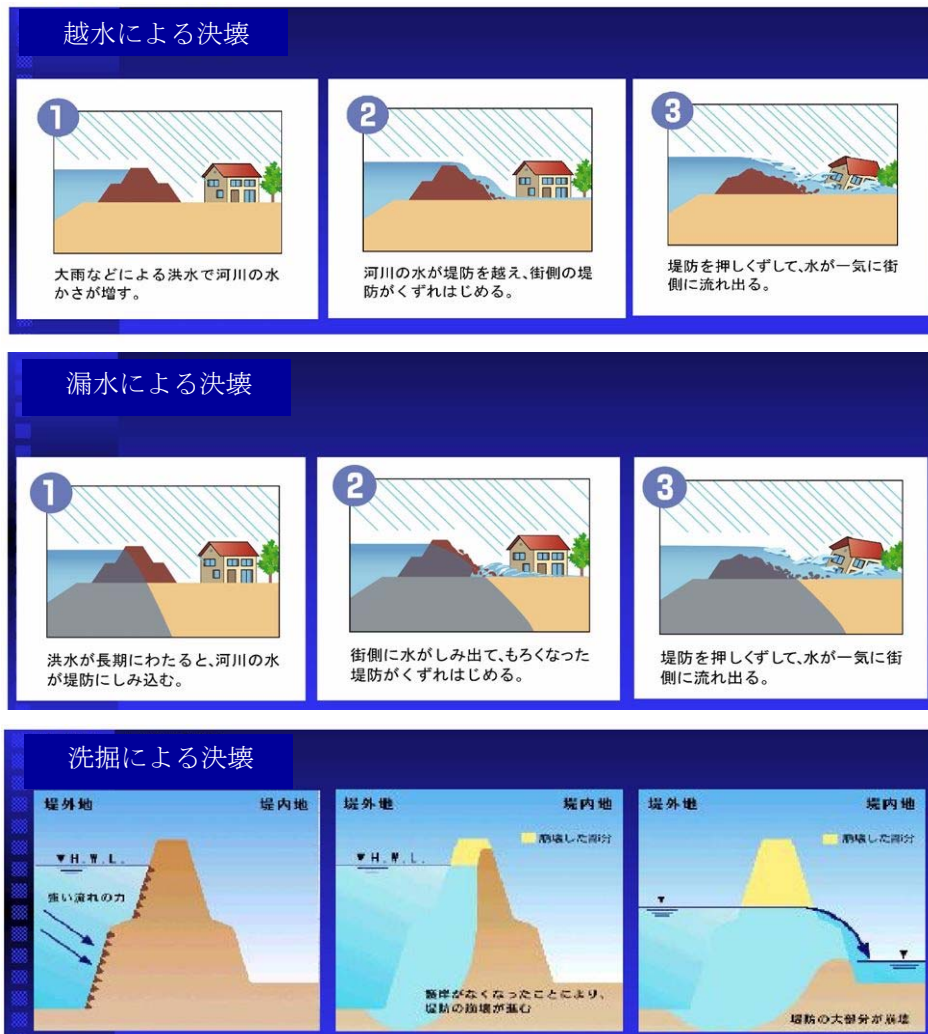 越水による決壊
1
大雨などによる洪水で河川の水
かさが増す。
2
河川の水が堤防を越え、街側の堤
防がくずれはじめる。
3
堤防を押しくずして、水が一気に街
側に流れ出る。
漏水による決壊
1
洪水が長期にわたると、河川の水
が堤防にしみ込む。
2
街側に水がしみ出て、もろくなった
堤防がくずれはじめる。
3
堤防を押しくずして、水が一気に街
側に流れ出る。
洗掘による決壊
堤外地
堤内地
▼H.W.L.
強い流れの力
堤外地
堤内地
崩壊した部分
▼H.W.L.
護岸がなくなったことにより、
堤防の崩壊が進む
堤外地
堤内地
崩壊した部分
▼
▼
堤防の大部分が崩壊